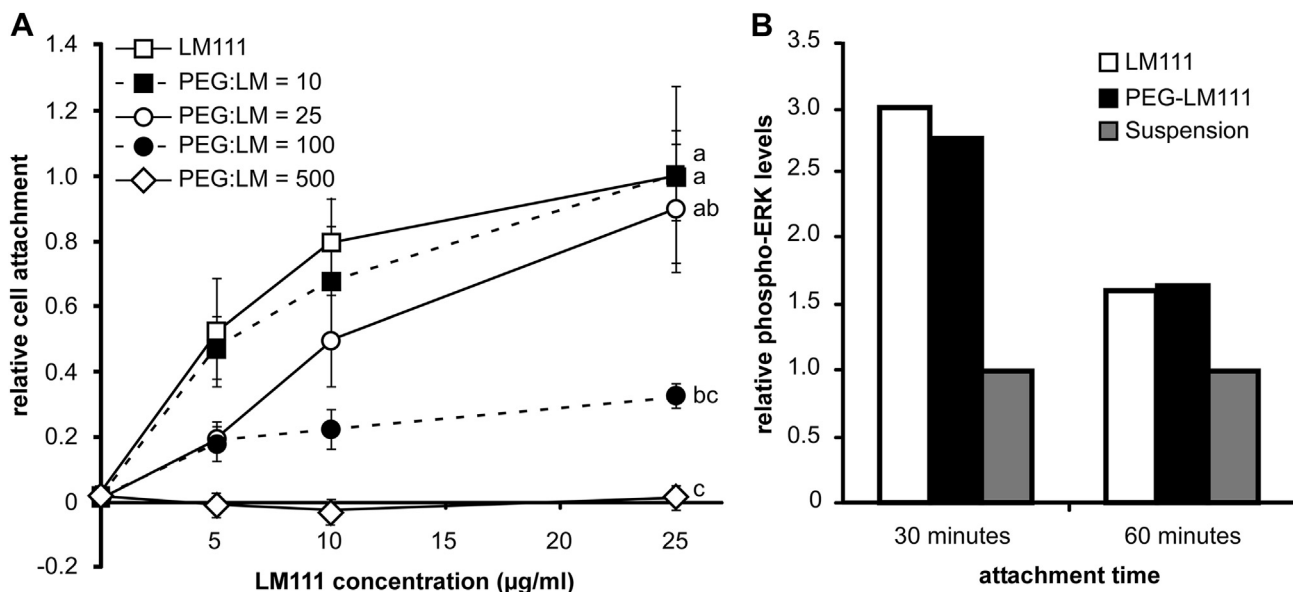 A
1.4
1.2
1.0
0.8
0.6
0.4
0.2
0
-0.2
relative cell attachment
LM111
PEG:LM = 10
PEG:LM = 25
PEG:LM = 100
PEG:LM = 500
a
a
ab
bc
c
5
10
15
20
25
LM111 concentration (µg/ml)
B
3.5
3.0
2.5
2.0
1.5
1.0
0.5
0
relative phospho-ERK levels
LM111
PEG-LM111
Suspension
30 minutes
60 minutes
attachment time